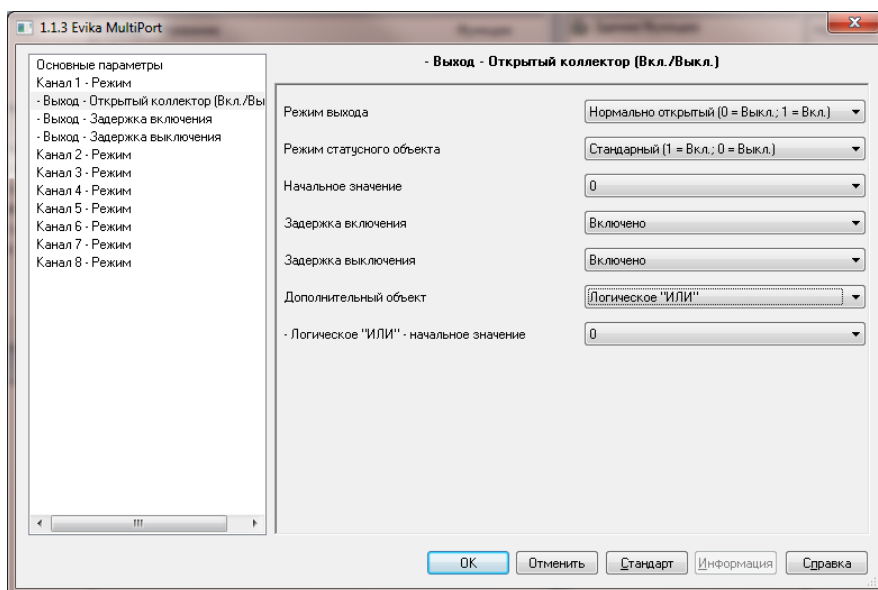 1.1.3 Evika MultiPort
Основные параметры
Канал 1 - Режим
- Выход - Открытый коллектор (Вкл./Вы
- Выход - Задержка включения
- Выход - Задержка выключения
Канал 2 - Режим
Канал 3 - Режим
Канал 4 - Режим
Канал 5 - Режим
Канал 6 - Режим
Канал 7 - Режим
Канал 8 - Режим
- Выход - Открытый коллектор (Вкл./Выкл.)
Режим выхода
Нормально открытый (0 = Выкл.; 1 = Вкл.)
Режим статусного объекта
Стандарный (1 = Вкл.; 0 = Выкл.)
Начальное значение
0
Задержка включения
Включено
Задержка выключения
Включено
Дополнительный объект
Логическое "ИЛИ"
- Логическое "ИЛИ" - начальное значение
0
OK
Отменить
Стандарт
Информация
Справка